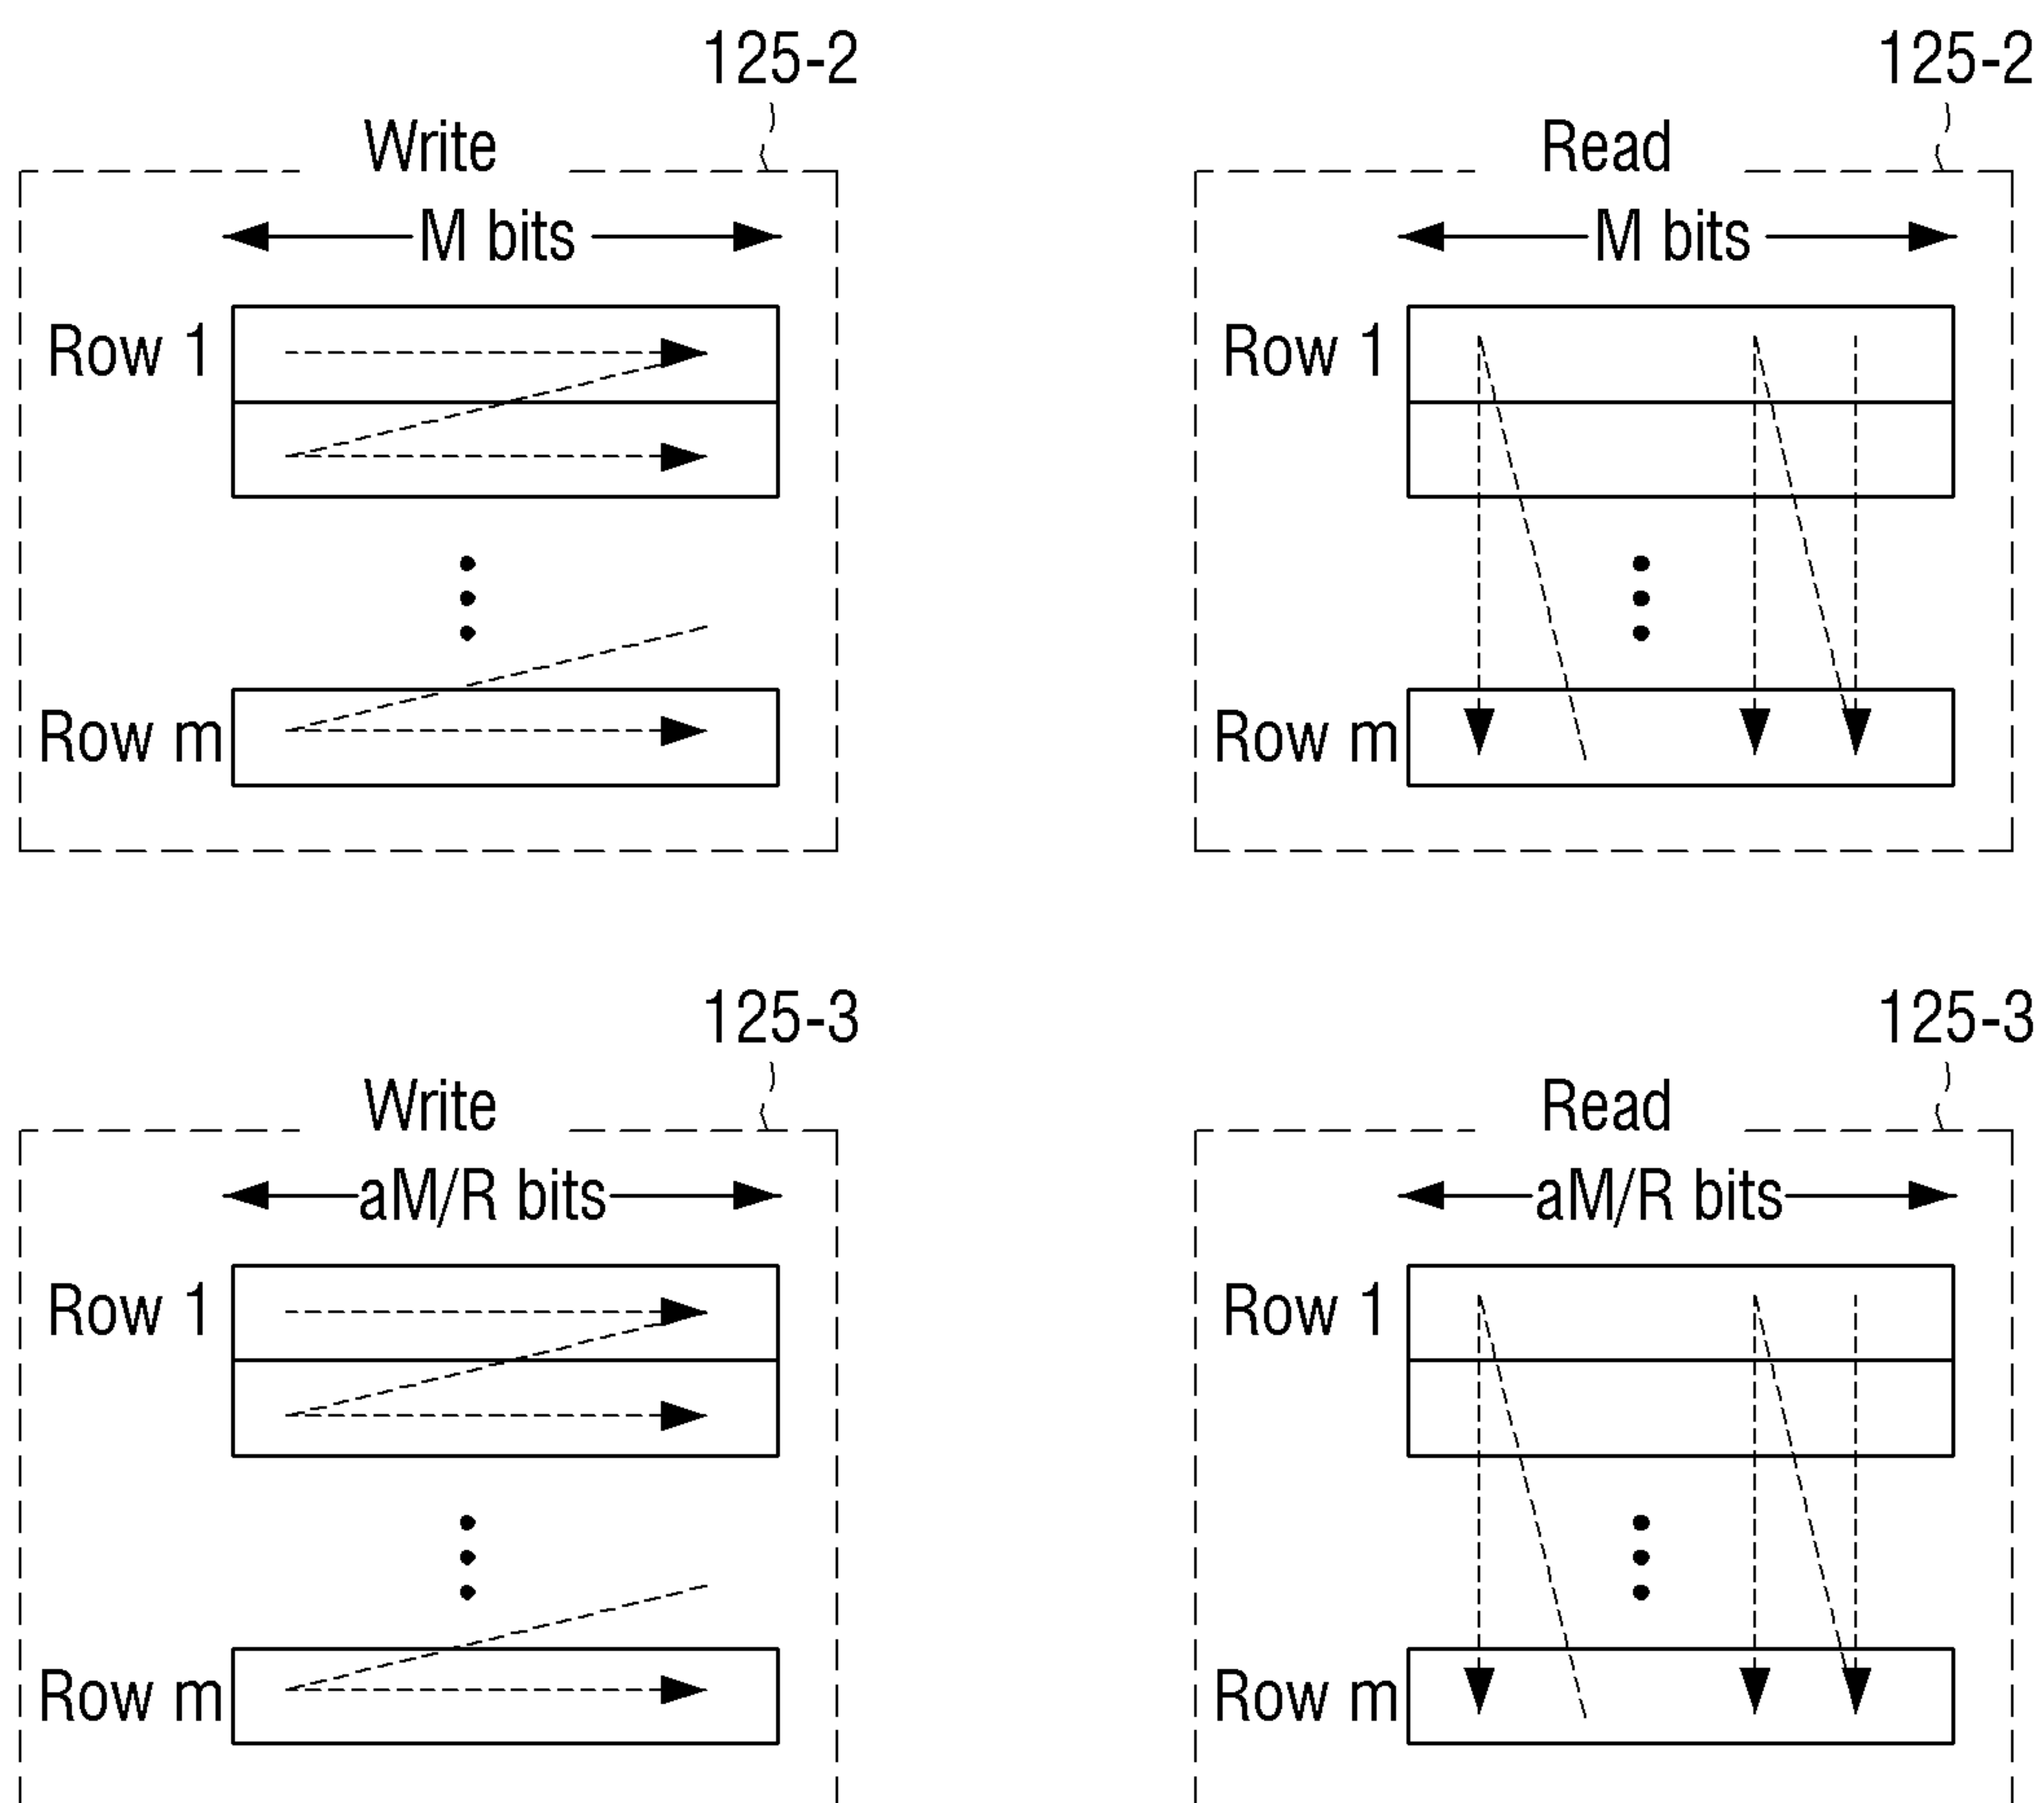 125-2
125-2
Write
Read
M bits
M bits
Row 1
Row 1
Row m
Row m
125-3
125-3
Write
Read
aM/R bits
aM/R bits
Row 1
Row 1
Row m
Row m